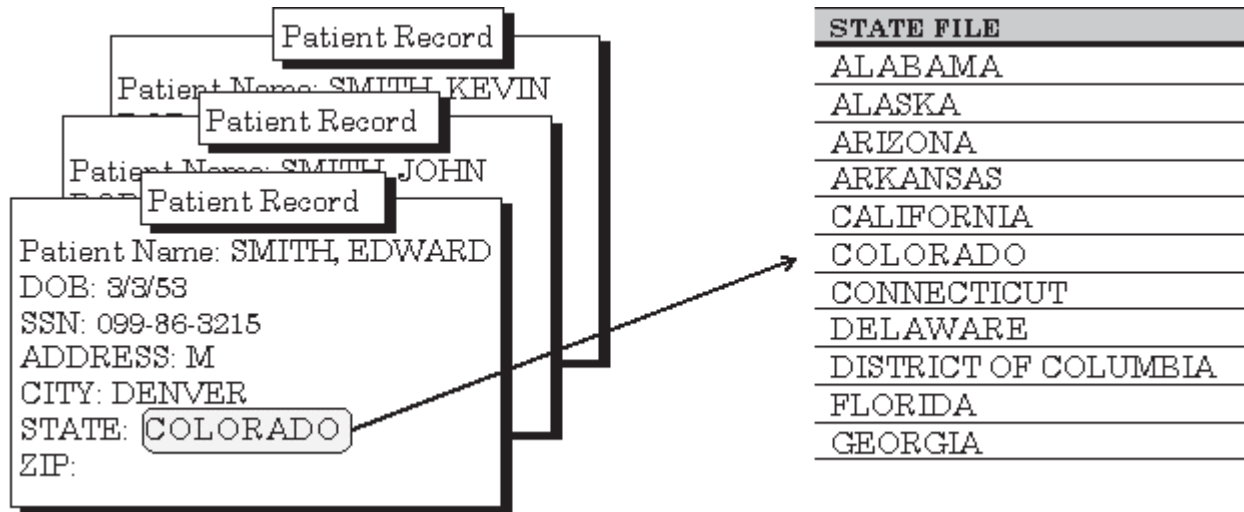 Patient Record
Patient Name: SMITH, KEVIN
Patient Record
Patient Name: SMITH, JOHN
Patient Record
Patient Name: SMITH, EDWARD
DOB: 3/3/53
SSN: 099-86-3215
ADDRESS: M
CITY: DENVER
STATE: COLORADO
ZIP:
STATE FILE
ALABAMA
ALASKA
ARIZONA
ARKANSAS
CALIFORNIA
COLORADO
CONNECTICUT
DELAWARE
DISTRICT OF COLUMBIA
FLORIDA
GEORGIA